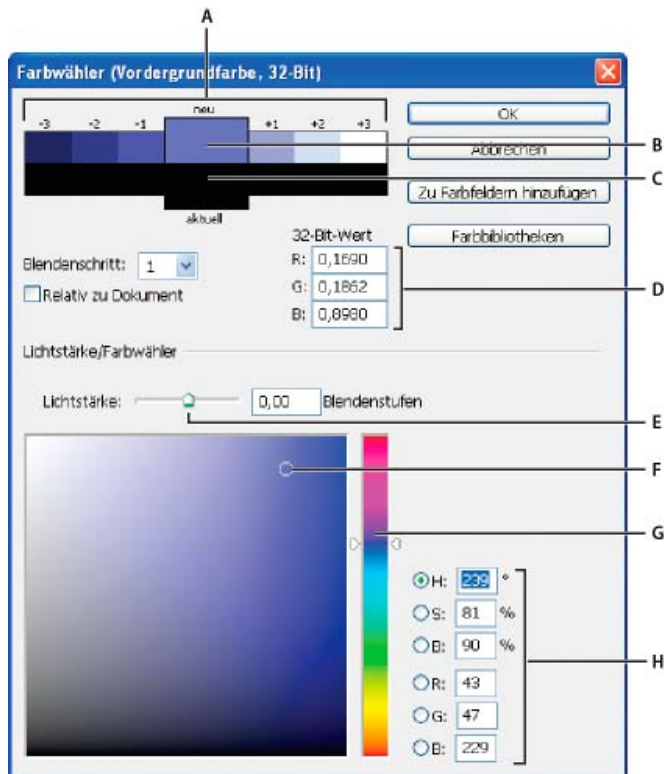 A
Farbwähler (Vordergrundfarbe, 32-Bit)
neu
-3 -2 -1 +1 +2 +3
OK
B
Abbrechen
C
Zu Farbfeldern hinzufügen
aktuell
32-Bit-Wert
Farbbibliotheken
Blendenschritt: 1
R: 0,1690
D
Relativ zu Dokument
G: 0,1862
B: 0,8980
Lichtstärke/Farbwähler
Lichtstärke: 0,00 Blendenstufen
E
F
G
H: 239 °
S: 81 %
B: 90 %
H
R: 43
G: 47
B: 229